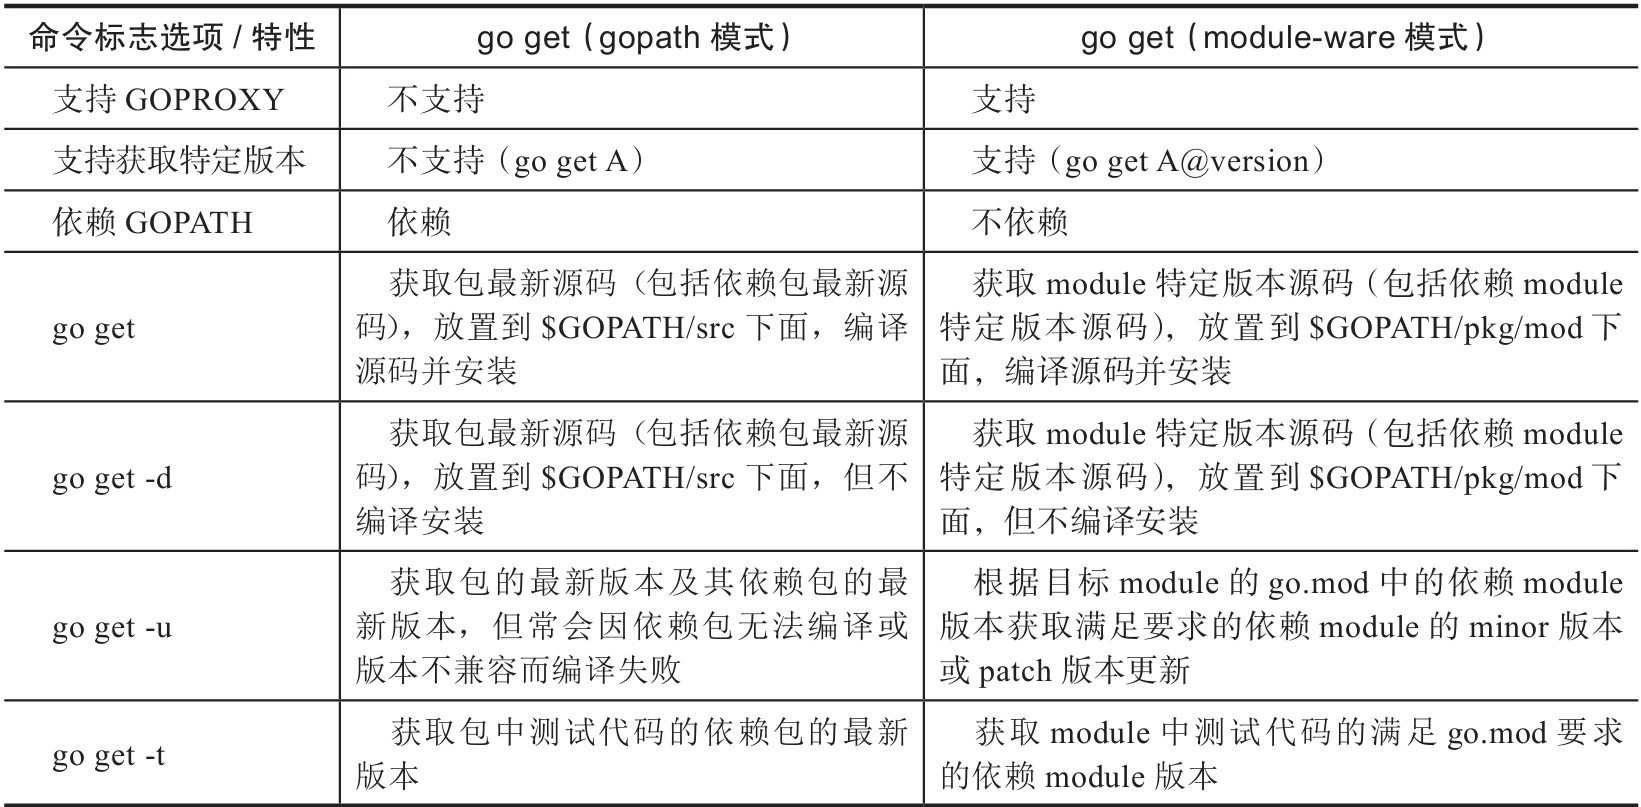 命令标志选项 / 特性
go get（gopath 模式）
go get（module-ware 模式）
支持 GOPROXY
不支持
支持
支持获取特定版本
不支持（go get A）
支持（go get A@version）
依赖 GOPATH
依赖
不依赖
go get
获取包最新源码（包括依赖包最新源
码），放置到 $GOPATH/src 下面，编译
源码并安装
获取 module 特定版本源码（包括依赖 module
特定版本源码），放置到 $GOPATH/pkg/mod 下
面，编译源码并安装
go get -d
获取包最新源码（包括依赖包最新源
码），放置到 $GOPATH/src 下面，但不
编译安装
获取 module 特定版本源码（包括依赖 module
特定版本源码），放置到 $GOPATH/pkg/mod 下
面，但不编译安装
go get -u
获取包的最新版本及其依赖包的最
新版本，但常会因依赖包无法编译或
版本不兼容而编译失败
根据目标 module 的 go.mod 中的依赖 module
版本获取满足要求的依赖 module 的 minor 版本
或 patch 版本更新
go get -t
获取包中测试代码的依赖包的最新
版本
获取 module 中测试代码的满足 go.mod 要求
的依赖 module 版本